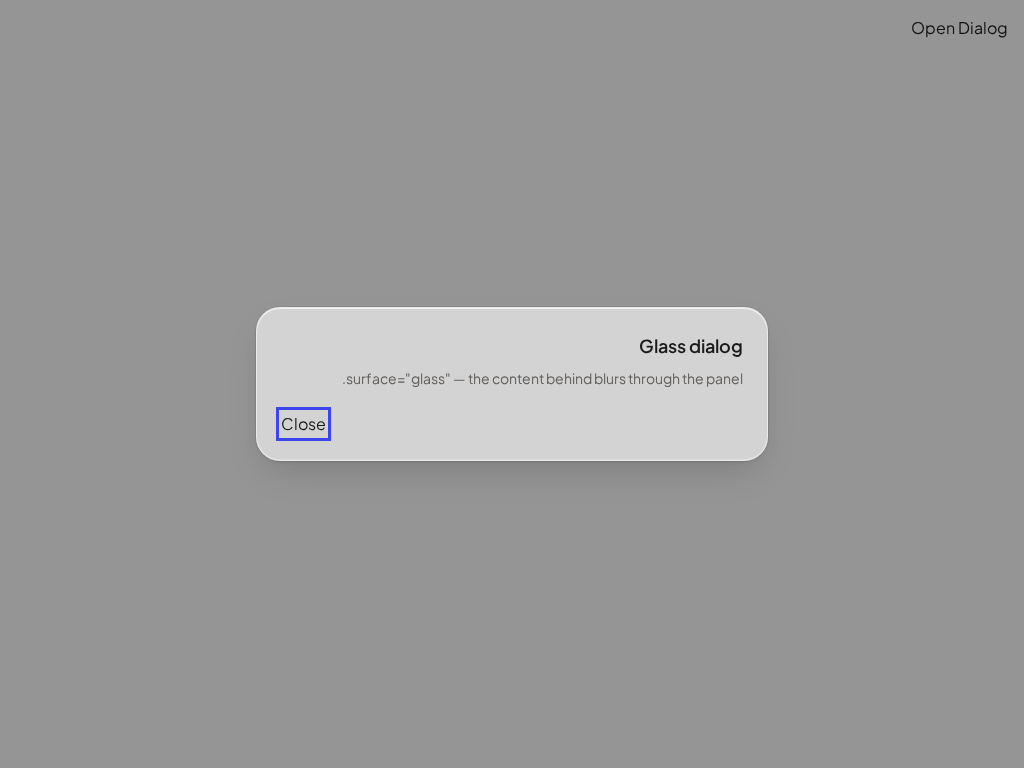 Open Dialog
Glass dialog
.surface="glass" — the content behind blurs through the panel
Close